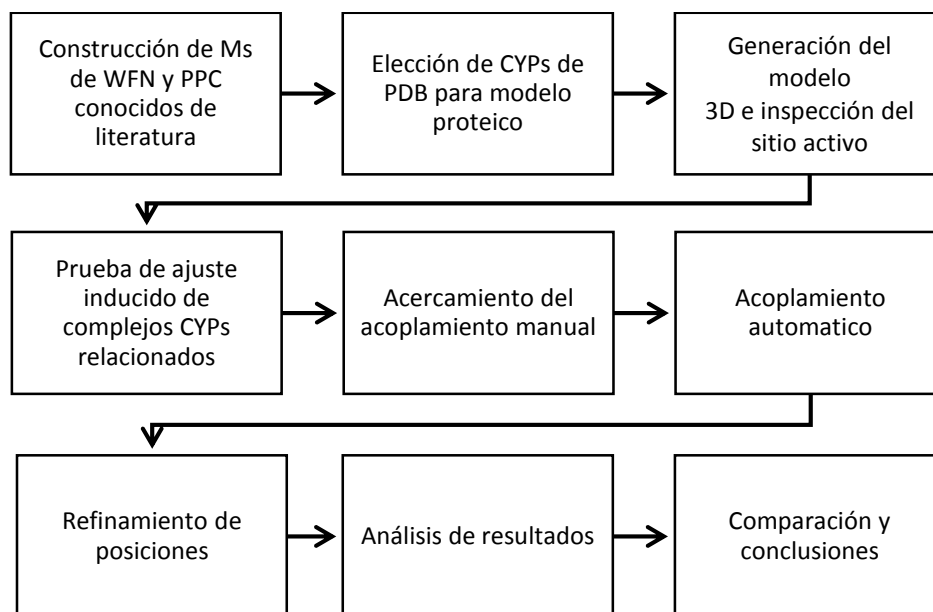 Construcción de Ms
de WFN y PPC
conocidos de
literatura
Elección de CYPs de
PDB para modelo
proteico
Generación del
modelo
3D e inspección del
sitio activo
Prueba de ajuste
inducido de
complejos CYPs
relacionados
Acercamiento del
acoplamiento manual
Acoplamiento
automatico
Refinamiento de
posiciones
Análisis de resultados
Comparación y
conclusiones